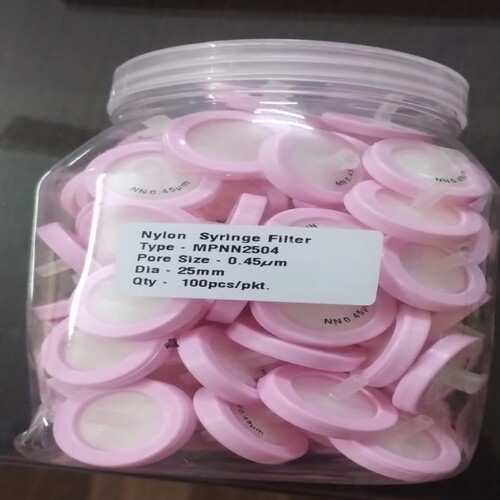 NN 0.45µm
Nylon Syringe Filter
Type - MPNN2504
Pore Size - 0.45µm
Dia - 25mm
Qty - 100pcs/pkt.
NN 0.45µ